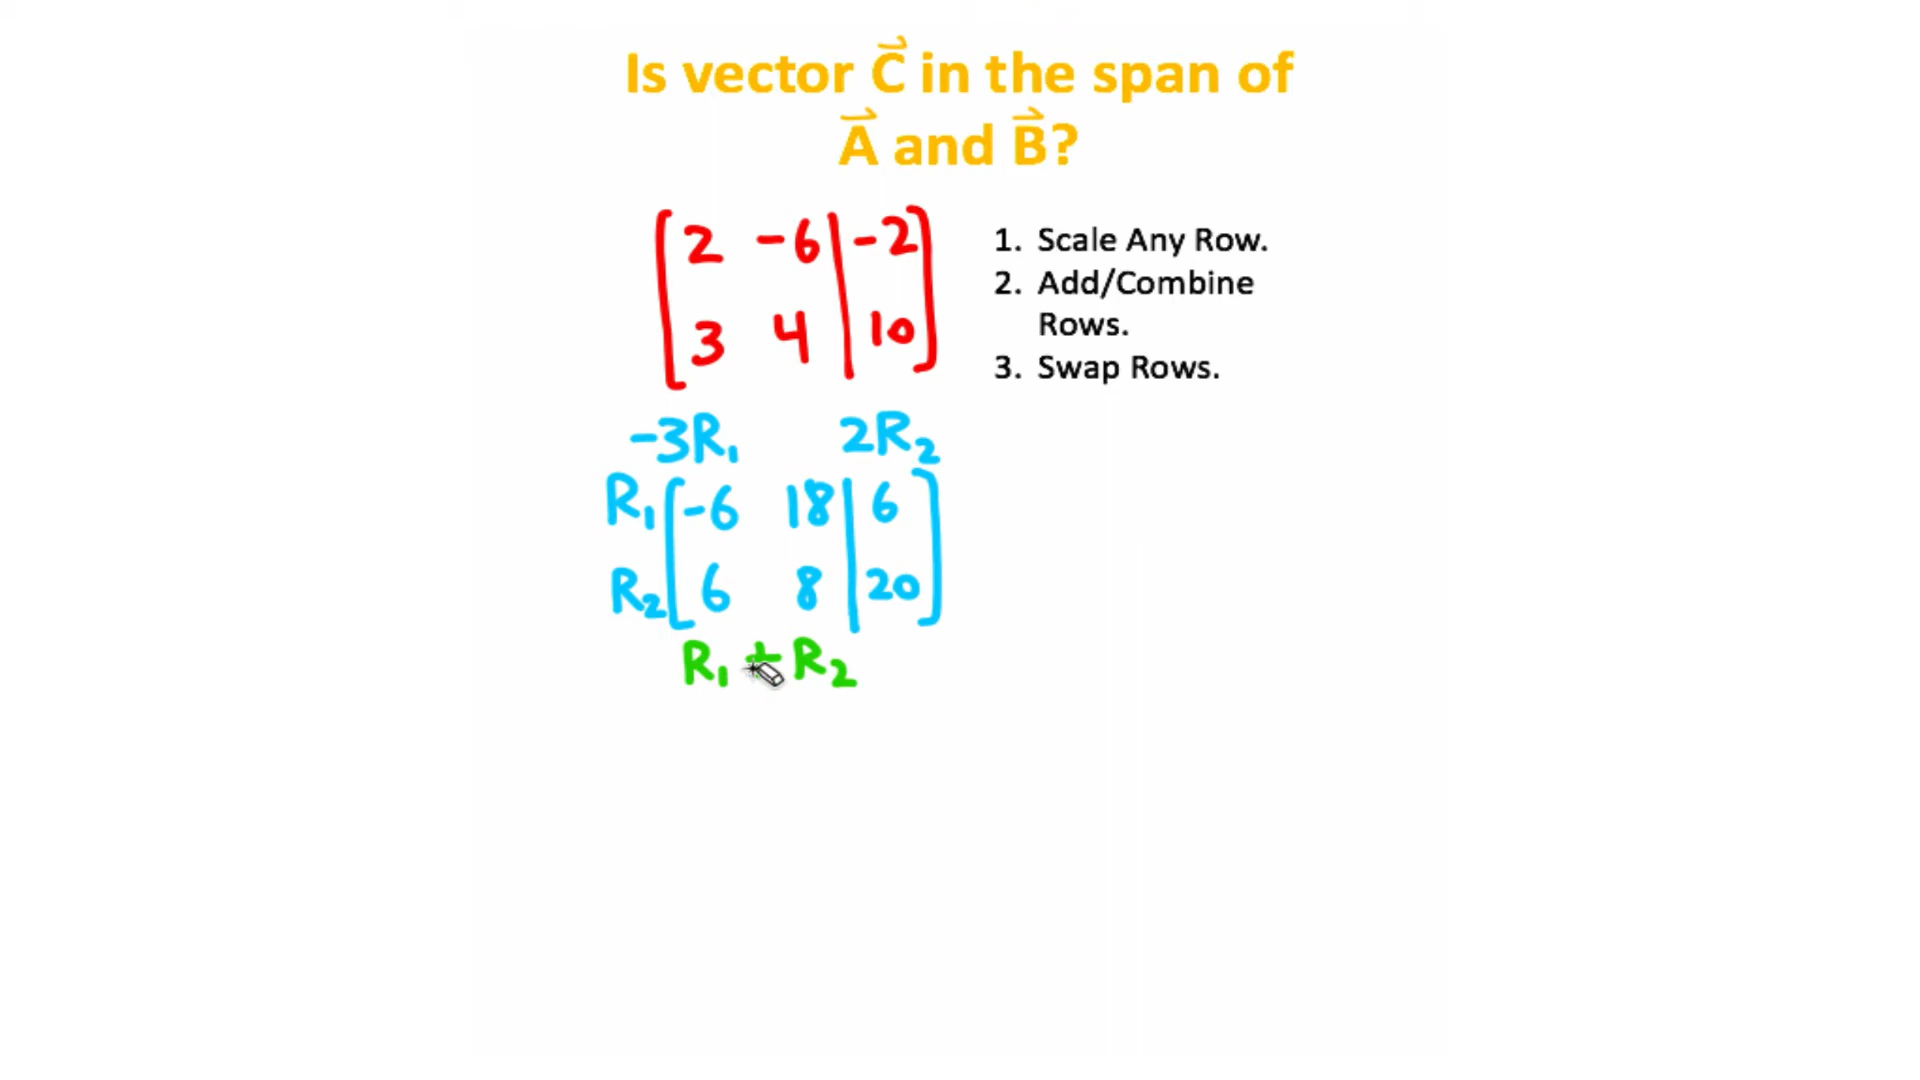 Is vector C⃗ in the span of
A⃗ and B⃗?
2 -6 | -2
3 4 | 10
1. Scale Any Row.
2. Add/Combine
Rows.
3. Swap Rows.
-3R₁ 2R₂
R₁ [-6 18 | 6]
R₂ [6 8 | 20]
R₁ + R₂